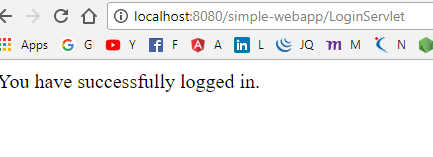 localhost:8080/simple-webapp/LoginServlet
Apps G Y F A L JQ M N
You have successfully logged in.